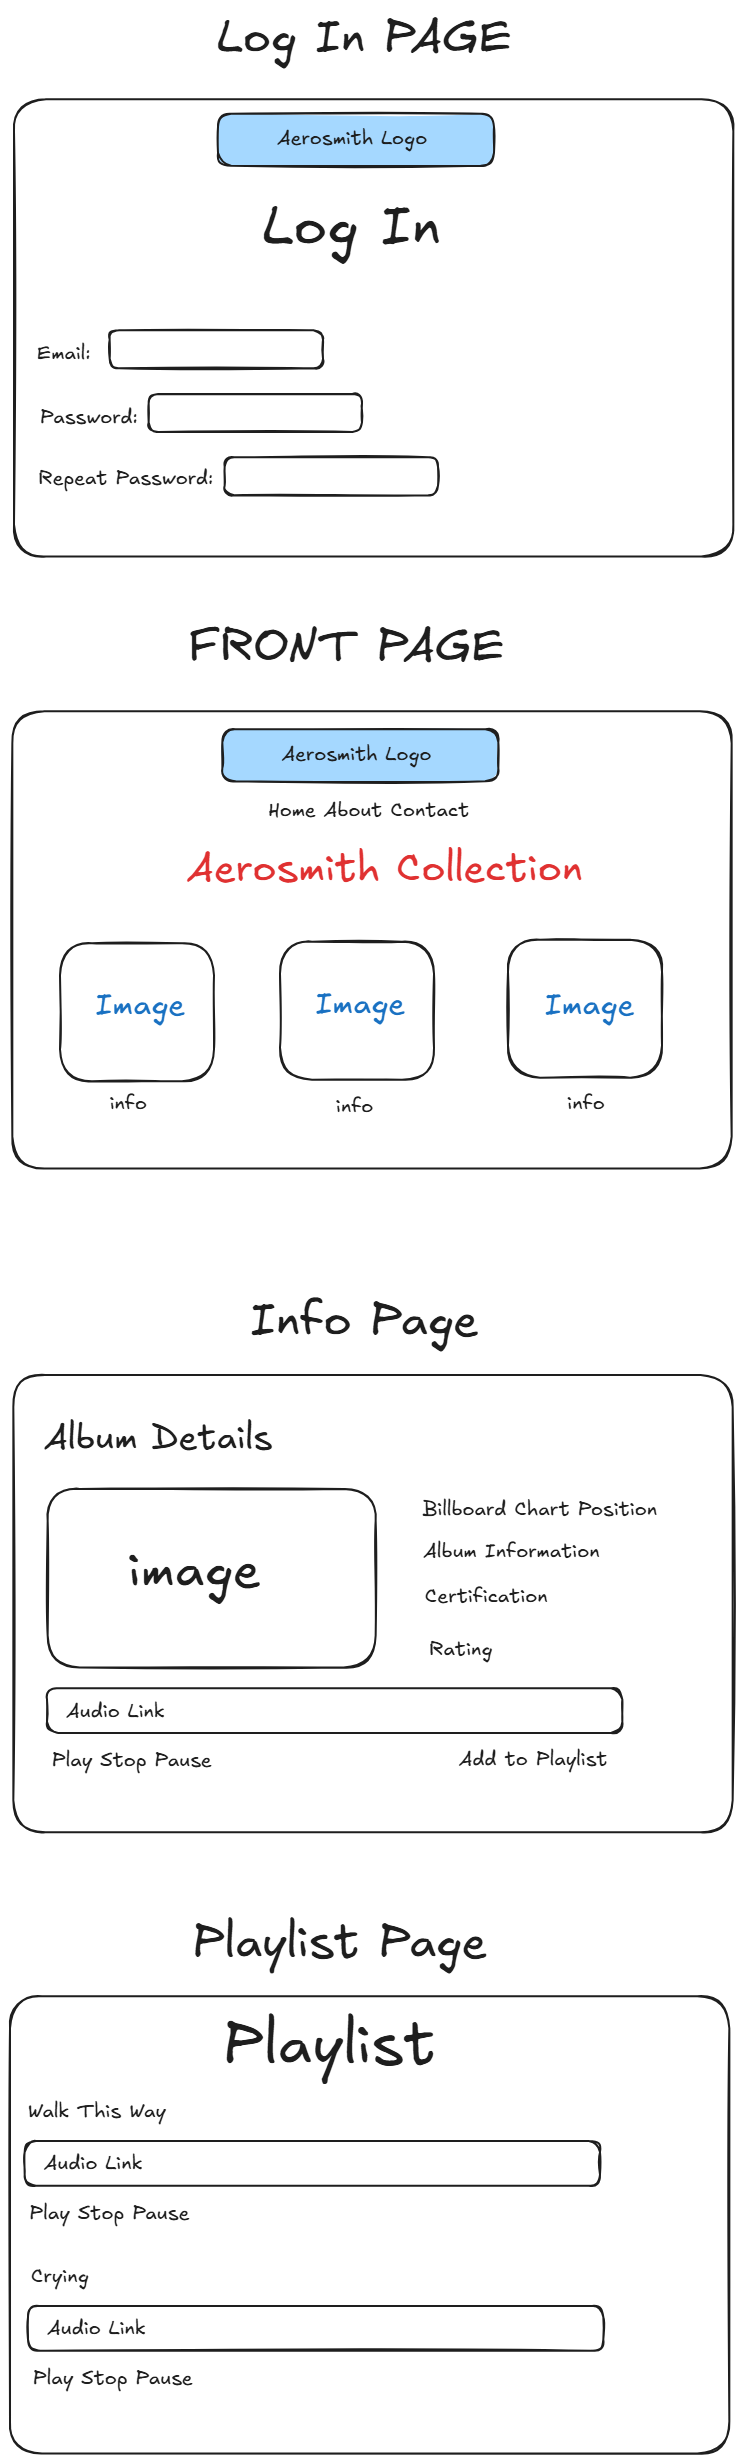 Log In PAGE
Aerosmith Logo
Log In
Email:
Password:
Repeat Password:
FRONT PAGE
Aerosmith Logo
Home About Contact
Aerosmith Collection
Image
Image
Image
info
info
info
Info Page
Album Details
image
Billboard Chart Position
Album Information
Certification
Rating
Audio Link
Play Stop Pause
Add to Playlist
Playlist Page
Playlist
Walk This Way
Audio Link
Play Stop Pause
Crying
Audio Link
Play Stop Pause